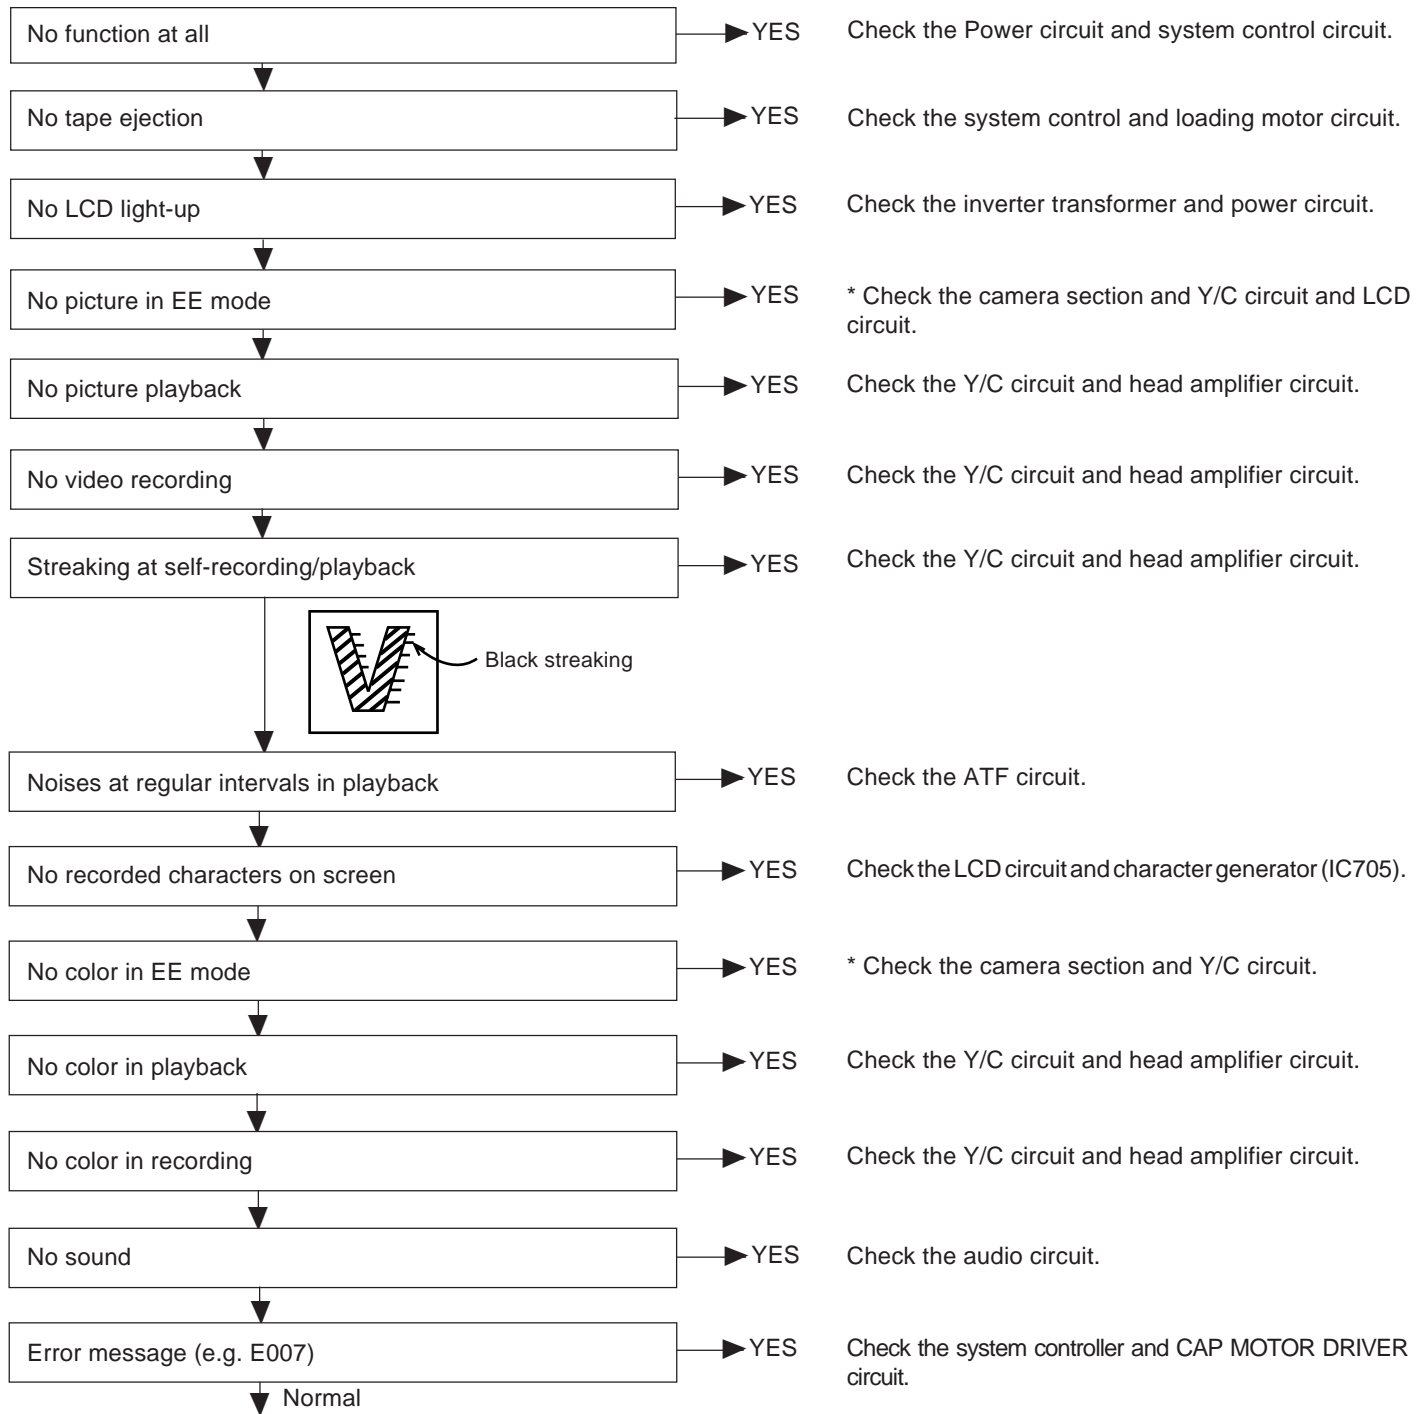 No function at all YES Check the Power circuit and system control circuit.
No tape ejection YES Check the system control and loading motor circuit.
No LCD light-up YES Check the inverter transformer and power circuit.
No picture in EE mode YES * Check the camera section and Y/C circuit and LCD
circuit.
No picture playback YES Check the Y/C circuit and head amplifier circuit.
No video recording YES Check the Y/C circuit and head amplifier circuit.
Streaking at self-recording/playback YES Check the Y/C circuit and head amplifier circuit.
V Black streaking
Noises at regular intervals in playback YES Check the ATF circuit.
No recorded characters on screen YES Check the LCD circuit and character generator (IC705).
No color in EE mode YES * Check the camera section and Y/C circuit.
No color in playback YES Check the Y/C circuit and head amplifier circuit.
No color in recording YES Check the Y/C circuit and head amplifier circuit.
No sound YES Check the audio circuit.
Error message (e.g. E007) YES Check the system controller and CAP MOTOR DRIVER
circuit.
Normal